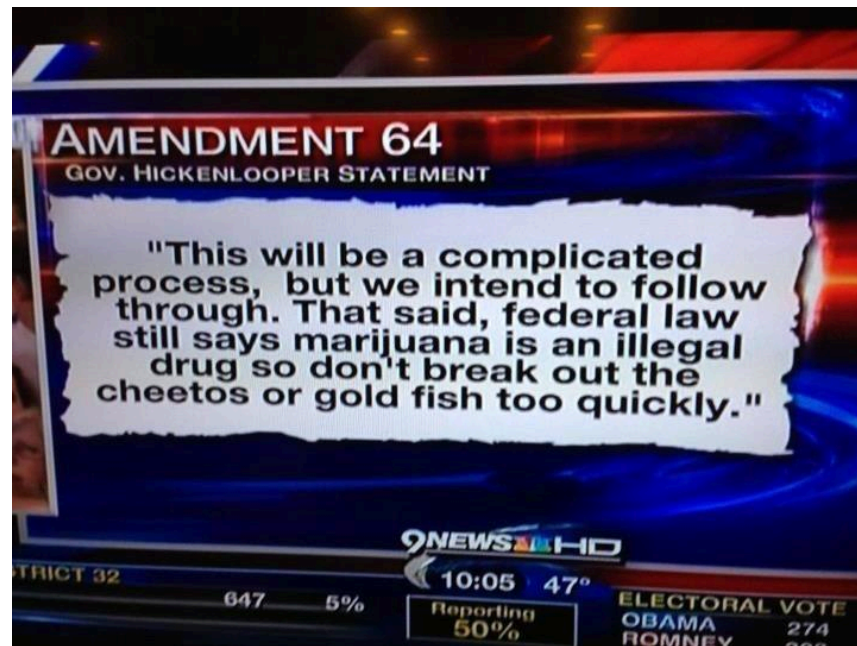 AMENDMENT 64
GOV. HICKENLOOPER STATEMENT
"This will be a complicated
process, but we intend to follow
through. That said, federal law
still says marijuana is an illegal
drug so don't break out the
cheetos or gold fish too quickly."
9NEWS HD
TRICT 32
10:05 47°
647 5%
Reporting
50%
ELECTORAL VOTE
OBAMA 274
ROMNEY